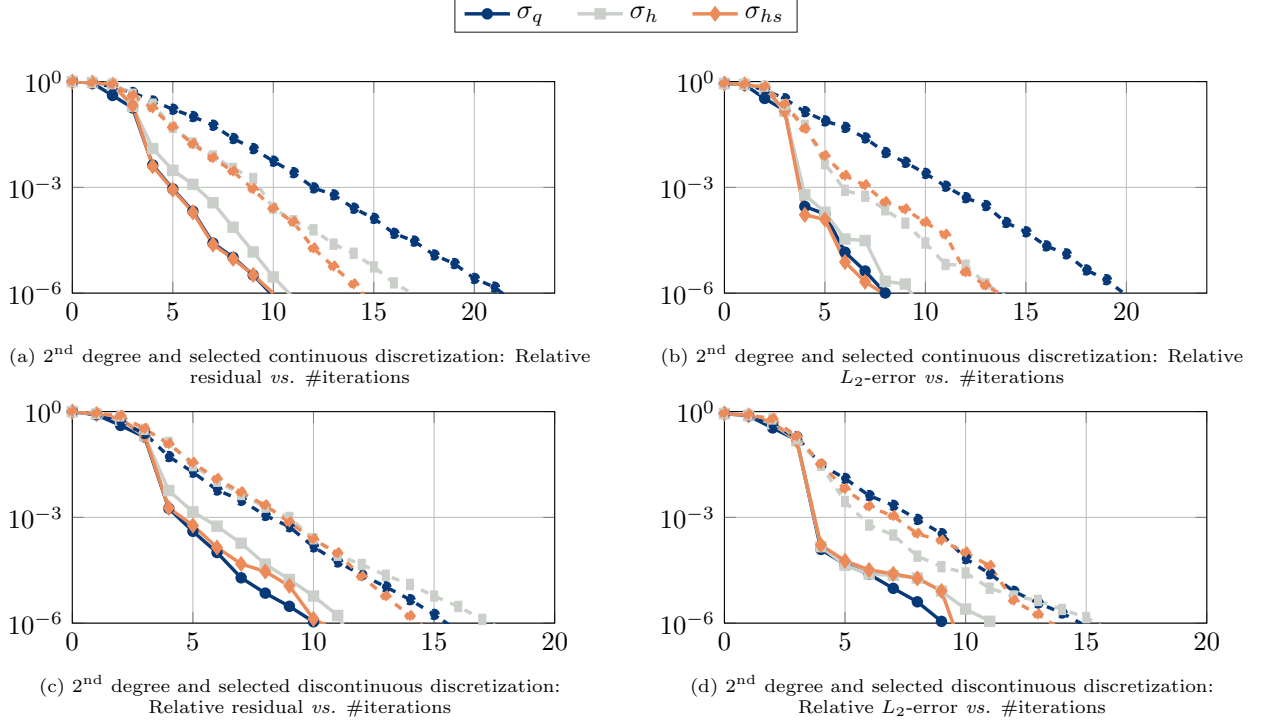 σq σh σhs
10^0
10^−3
10^−6
0 5 10 15 20
(a) 2nd degree and selected continuous discretization: Relative
residual vs. #iterations
10^0
10^−3
10^−6
0 5 10 15 20
(b) 2nd degree and selected continuous discretization: Relative
L2-error vs. #iterations
10^0
10^−3
10^−6
0 5 10 15 20
(c) 2nd degree and selected discontinuous discretization:
Relative residual vs. #iterations
10^0
10^−3
10^−6
0 5 10 15 20
(d) 2nd degree and selected discontinuous discretization:
Relative L2-error vs. #iterations